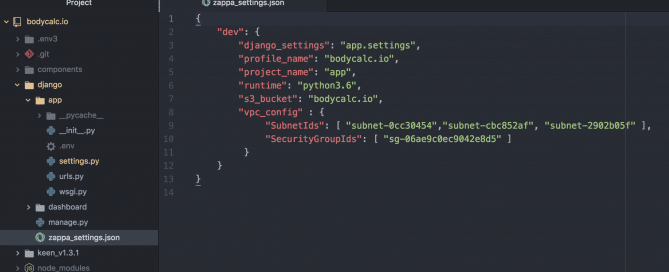 Project
zappa_settings.json
bodycalc.io
.env3
.git
components
django
app
__pycache__
__init__.py
.env
settings.py
urls.py
wsgi.py
dashboard
manage.py
zappa_settings.json
keen_v1.3.1
node_modules
1 {
2 "dev": {
3 "django_settings": "app.settings",
4 "profile_name": "bodycalc.io",
5 "project_name": "app",
6 "runtime": "python3.6",
7 "s3_bucket": "bodycalc.io",
8 "vpc_config" : {
9 "SubnetIds": [ "subnet-0cc30454","subnet-cbc852af", "subnet-2902b05f" ],
10 "SecurityGroupIds": [ "sg-06ae9c0ec9042e8d5" ]
11 }
12 }
13 }
14